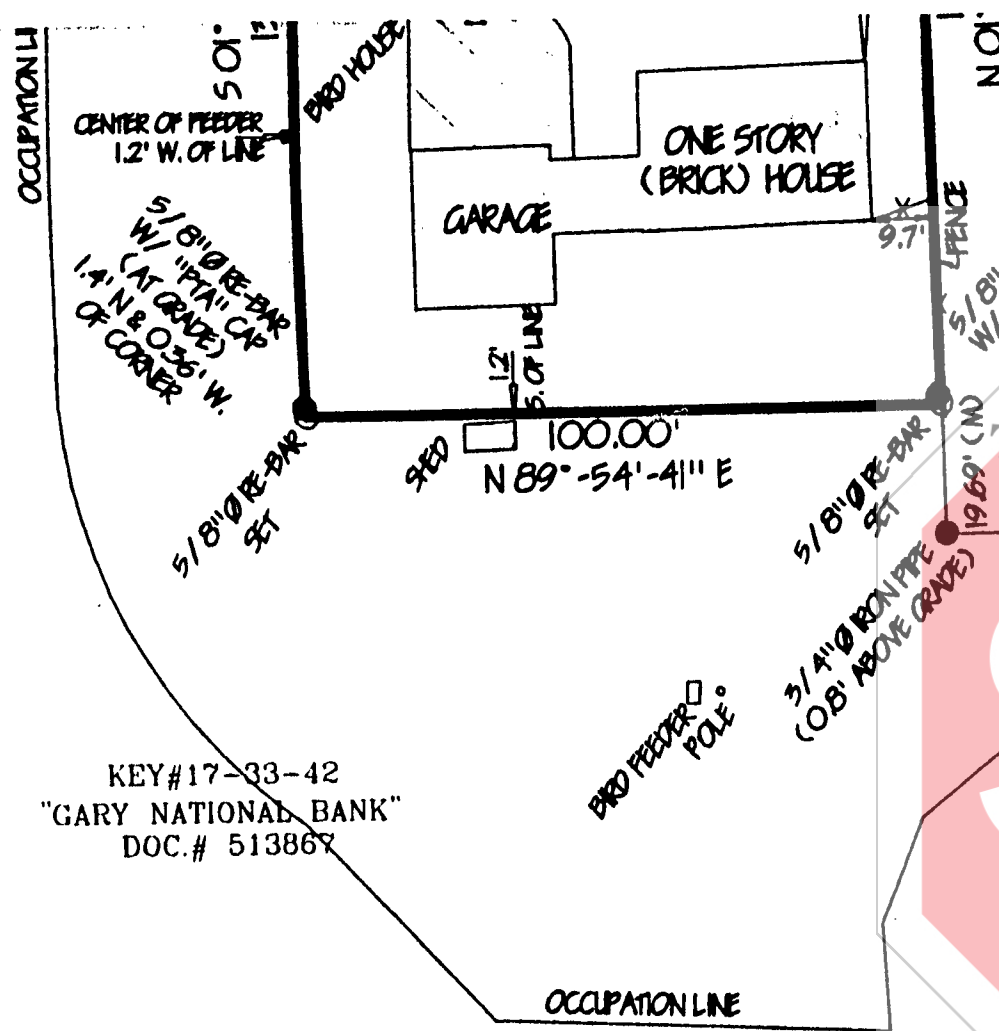 OCCUPATION LI
S 01°
BIRD HOUSE
CENTER OF FEEDER
1.2' W. OF LINE
ONE STORY
(BRICK) HOUSE
GARAGE
N 01°
9.7'
FENCE
5/8"Ø RE-BAR
W/ "PTA" CAP
(AT GRADE)
1.4' N & 0.36' W.
OF CORNER
5/8"
W/
1.2'
S. OF LINE
SHED
100.00'
N 89°-54'-41" E
5/8"Ø RE-BAR
SET
5/8"Ø RE-BAR
SET
19.69' (M)
3/4"Ø IRON PIPE
(0.8' ABOVE GRADE)
BIRD FEEDER
POLE
KEY#17-33-42
"GARY NATIONAL BANK"
DOC.# 513867
OCCUPATION LINE